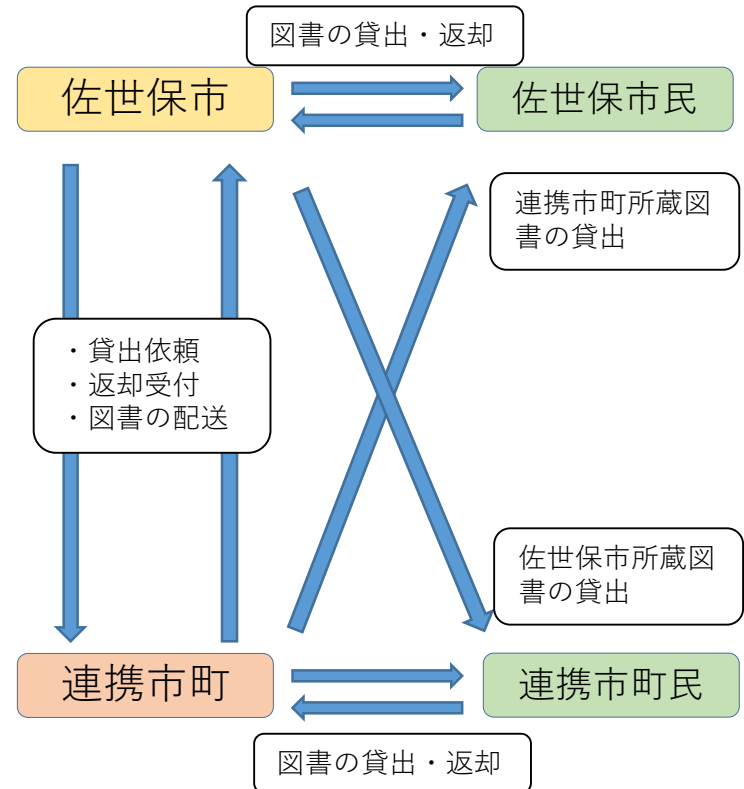 図書の貸出・返却
佐世保市
佐世保市民
連携市町所蔵図
書の貸出
・貸出依頼
・返却受付
・図書の配送
佐世保市所蔵図
書の貸出
連携市町
連携市町民
図書の貸出・返却